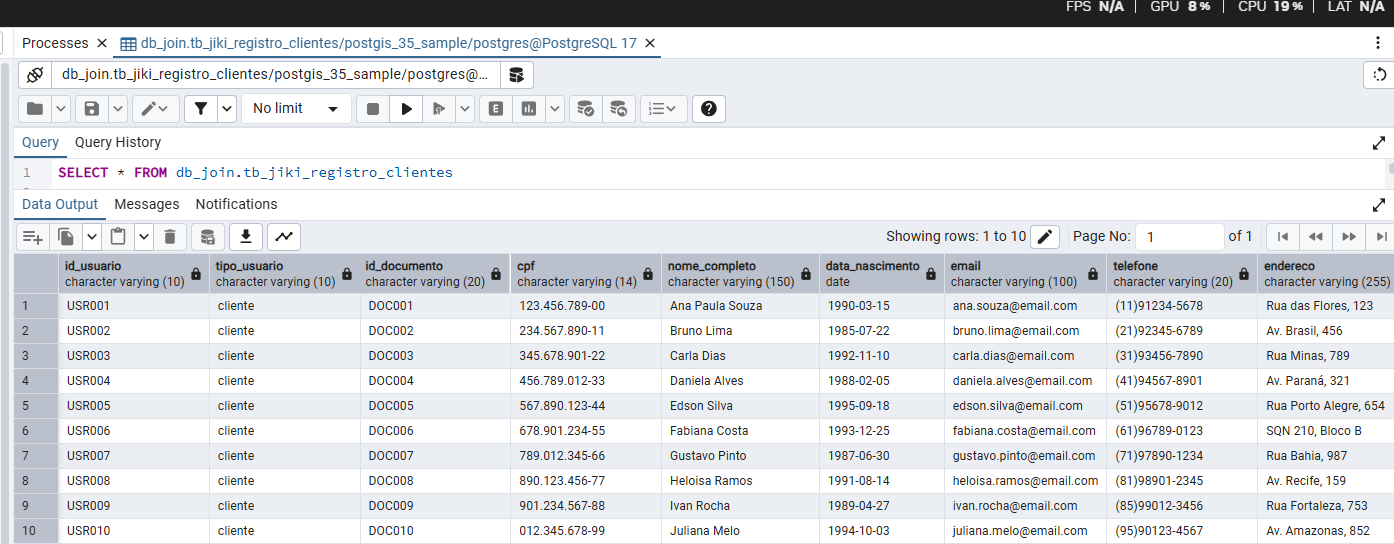 FPS N/A | GPU 8% | CPU 19% | LAT N/A
Processes db_join.tb_jiki_registro_clientes/postgis_35_sample/postgres@PostgreSQL 17
db_join.tb_jiki_registro_clientes/postgis_35_sample/postgres@...
No limit E
Query Query History
1 SELECT * FROM db_join.tb_jiki_registro_clientes
Data Output Messages Notifications
Showing rows: 1 to 10 Page No: 1 of 1
id_usuario tipo_usuario id_documento cpf nome_completo data_nascimento email telefone endereco
character varying (10) character varying (10) character varying (20) character varying (14) character varying (150) date character varying (100) character varying (20) character varying (255)
1 USR001 cliente DOC001 123.456.789-00 Ana Paula Souza 1990-03-15 ana.souza@email.com (11)91234-5678 Rua das Flores, 123
2 USR002 cliente DOC002 234.567.890-11 Bruno Lima 1985-07-22 bruno.lima@email.com (21)92345-6789 Av. Brasil, 456
3 USR003 cliente DOC003 345.678.901-22 Carla Dias 1992-11-10 carla.dias@email.com (31)93456-7890 Rua Minas, 789
4 USR004 cliente DOC004 456.789.012-33 Daniela Alves 1988-02-05 daniela.alves@email.com (41)94567-8901 Av. Paraná, 321
5 USR005 cliente DOC005 567.890.123-44 Edson Silva 1995-09-18 edson.silva@email.com (51)95678-9012 Rua Porto Alegre, 654
6 USR006 cliente DOC006 678.901.234-55 Fabiana Costa 1993-12-25 fabiana.costa@email.com (61)96789-0123 SQN 210, Bloco B
7 USR007 cliente DOC007 789.012.345-66 Gustavo Pinto 1987-06-30 gustavo.pinto@email.com (71)97890-1234 Rua Bahia, 987
8 USR008 cliente DOC008 890.123.456-77 Heloisa Ramos 1991-08-14 heloisa.ramos@email.com (81)98901-2345 Av. Recife, 159
9 USR009 cliente DOC009 901.234.567-88 Ivan Rocha 1989-04-27 ivan.rocha@email.com (85)99012-3456 Rua Fortaleza, 753
10 USR010 cliente DOC010 012.345.678-99 Juliana Melo 1994-10-03 juliana.melo@email.com (95)90123-4567 Av. Amazonas, 852